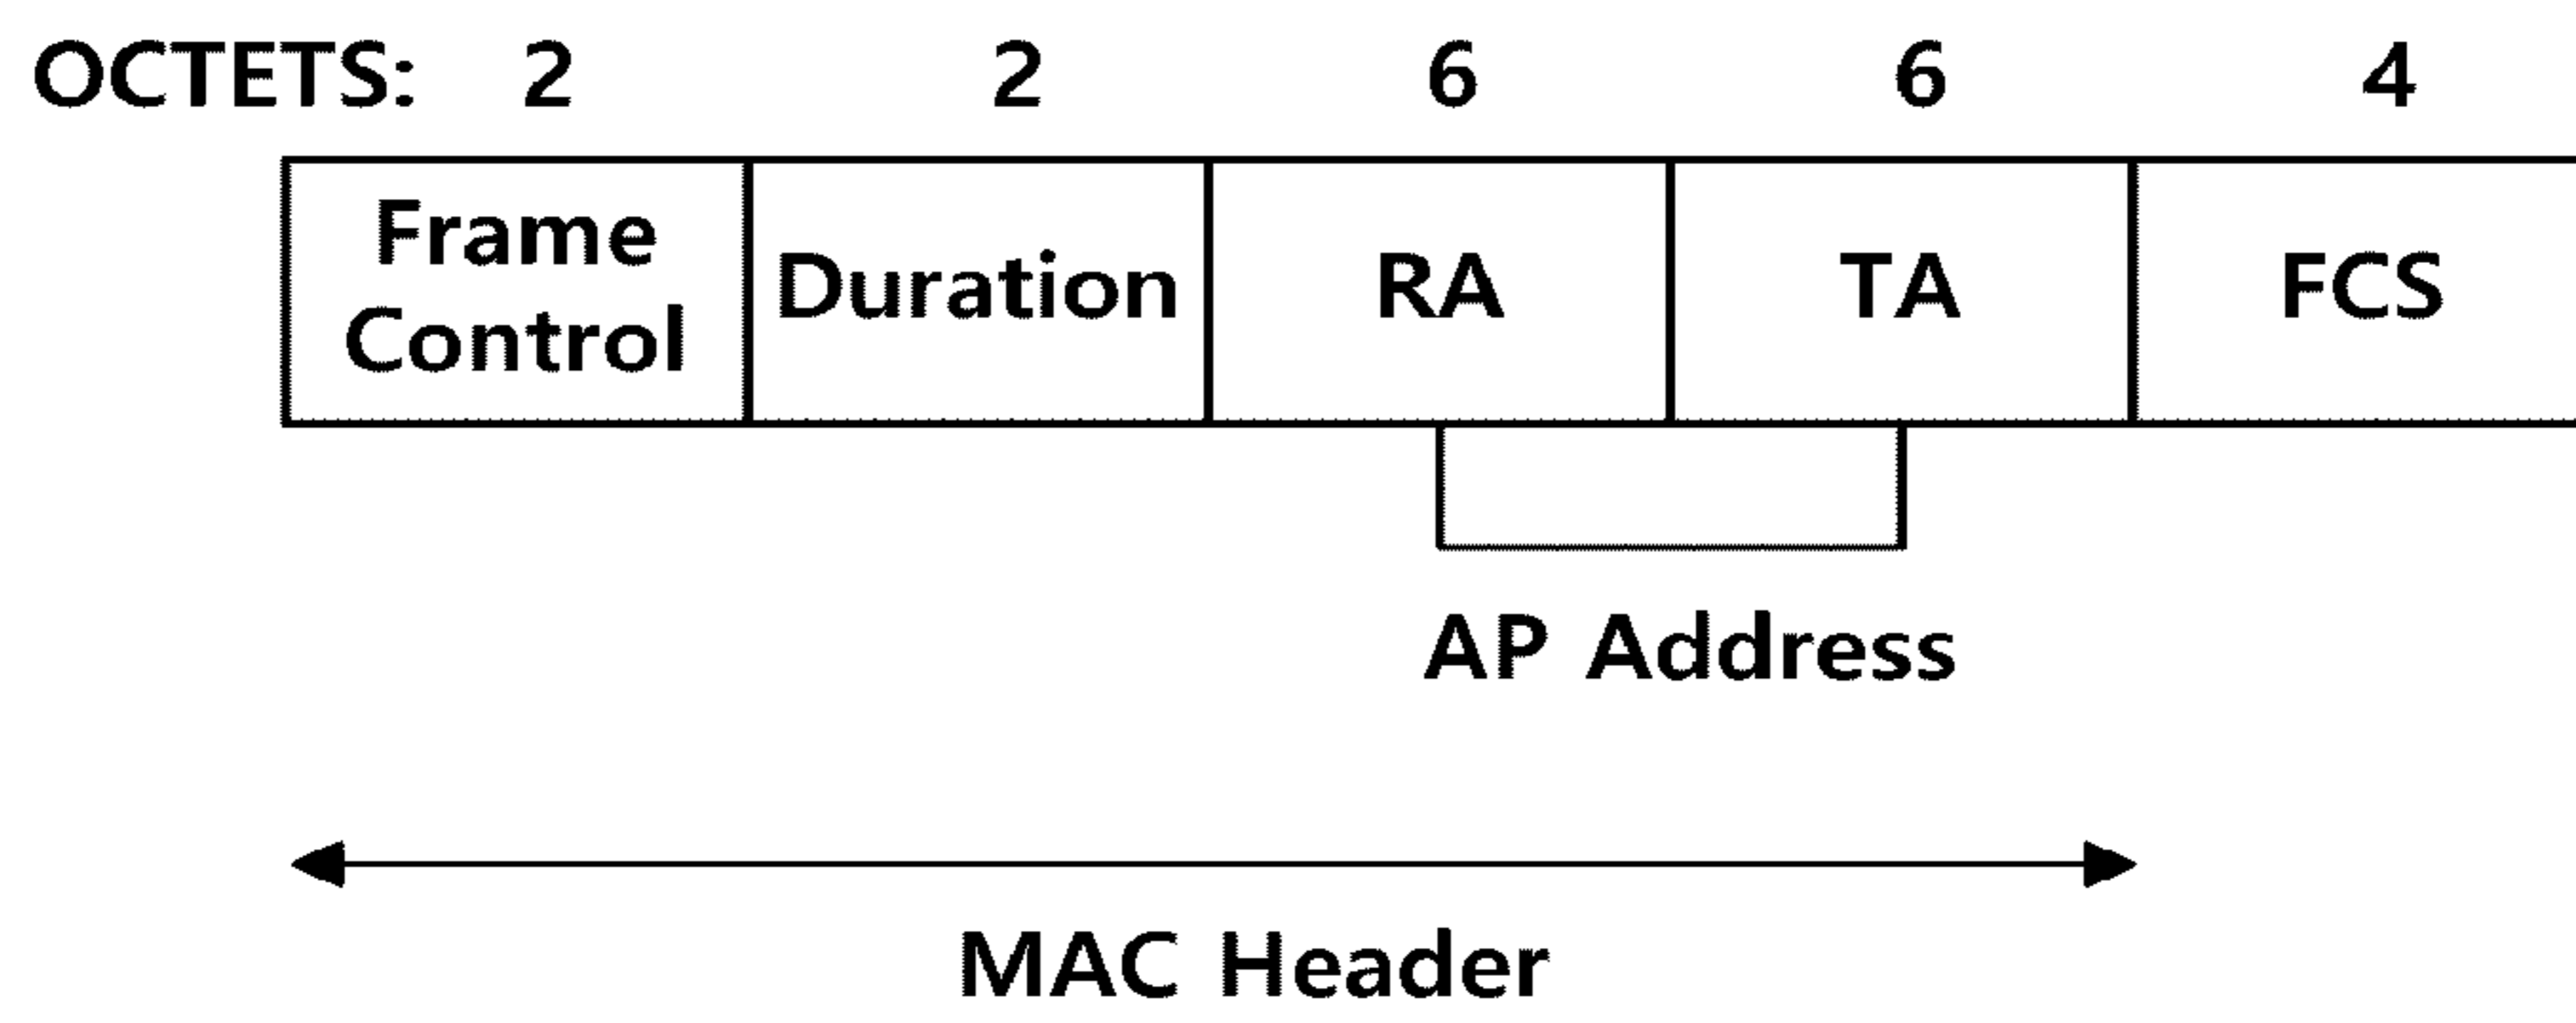 OCTETS: 2 2 6 6 4
Frame Control Duration RA TA FCS
AP Address
MAC Header